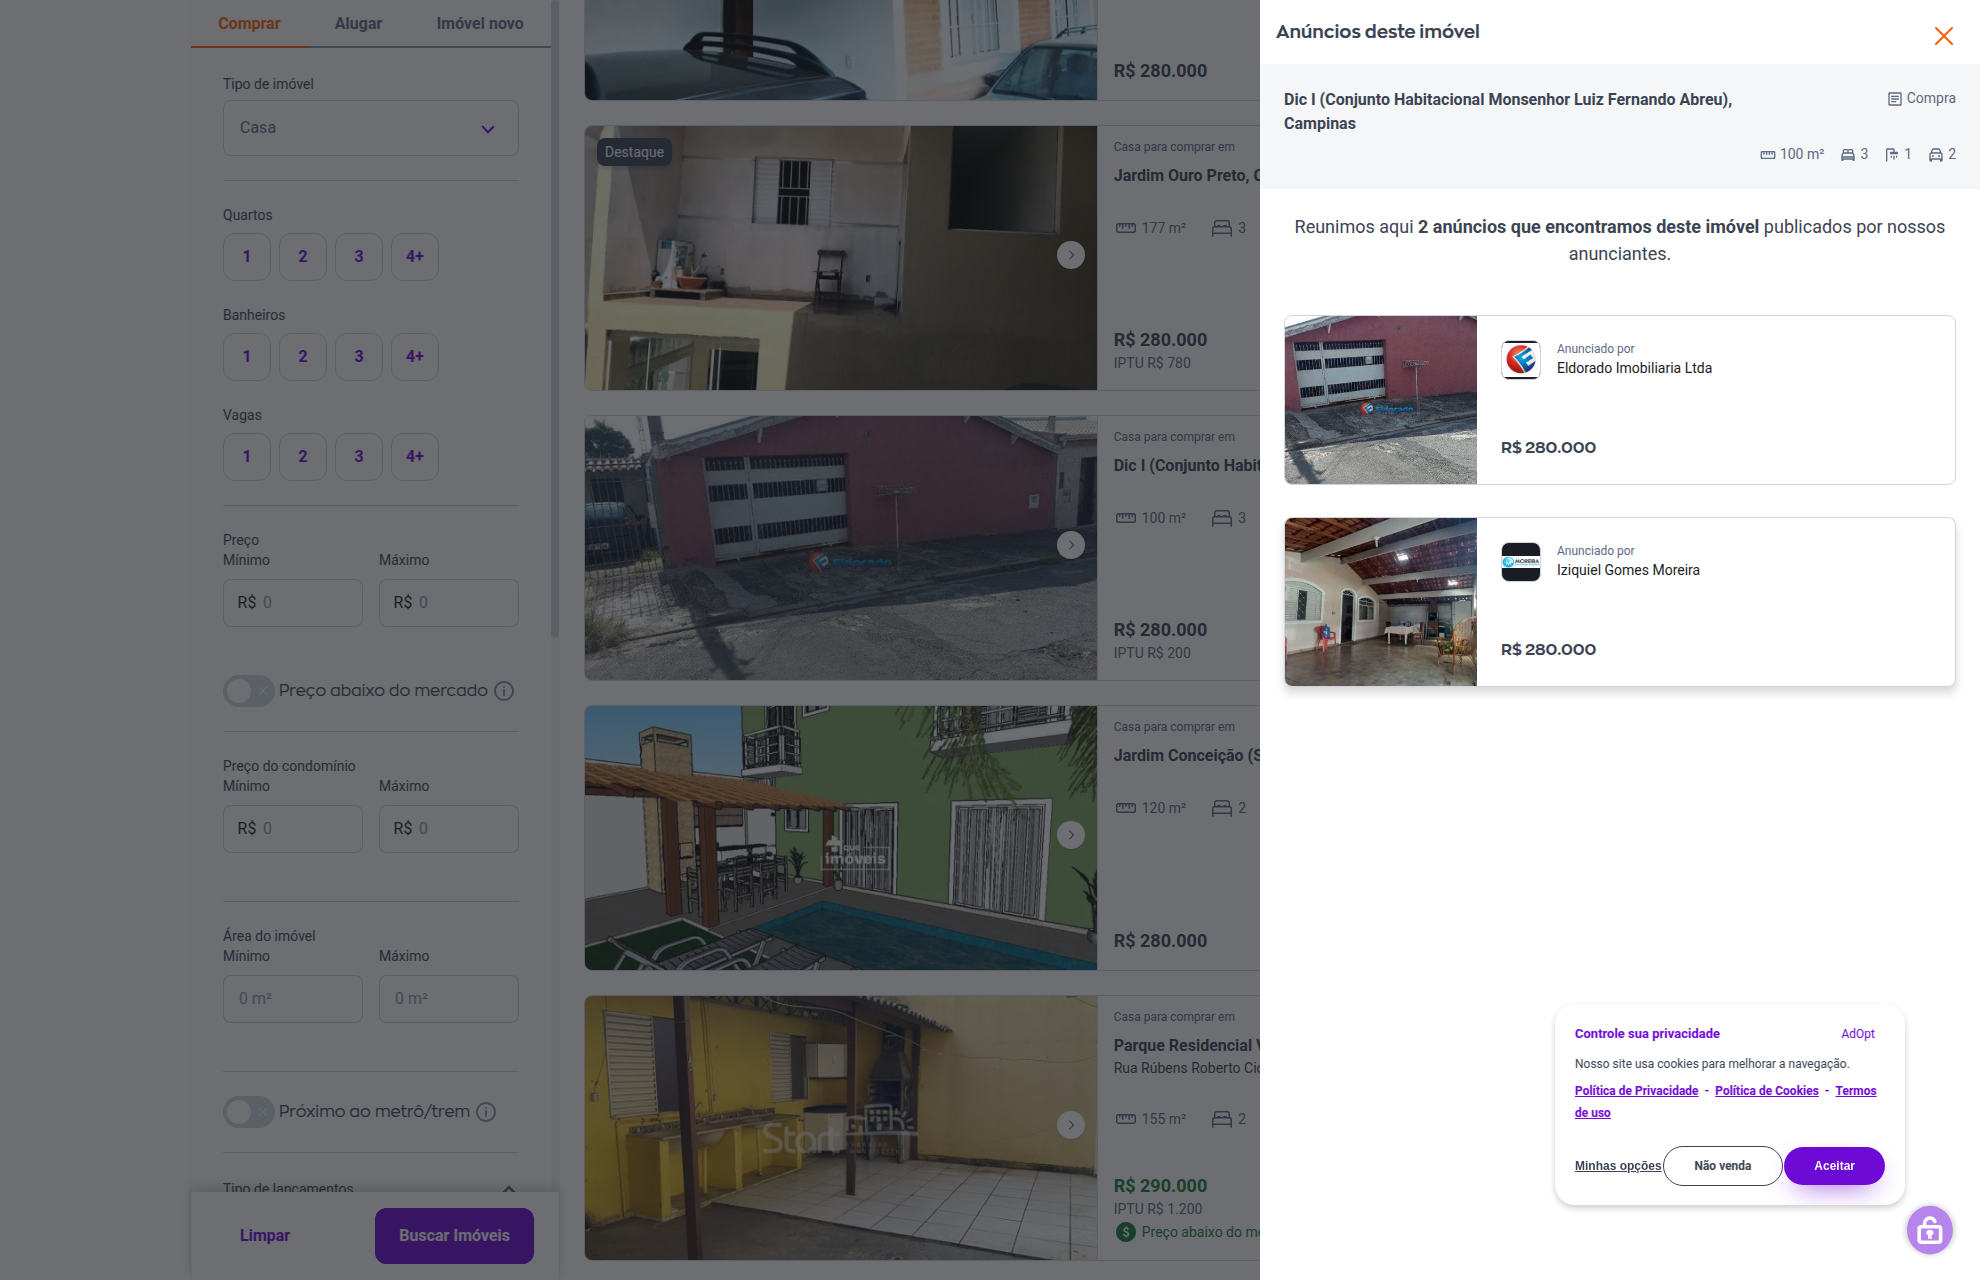 Comprar
Alugar
Imóvel novo
Tipo de imóvel
Casa
Quartos
1
2
3
4+
Banheiros
1
2
3
4+
Vagas
1
2
3
4+
Preço
Mínimo
Máximo
R$ 0
R$ 0
Preço abaixo do mercado
Preço do condomínio
Mínimo
Máximo
R$ 0
R$ 0
Área do imóvel
Mínimo
Máximo
0 m²
0 m²
Próximo ao metrô/trem
Tipo de lançamentos
Limpar
Buscar Imóveis
R$ 280.000
Destaque
Casa para comprar em
Jardim Ouro Preto,
177 m²
3
R$ 280.000
IPTU R$ 780
Eldorado
Casa para comprar em
Dic I (Conjunto Habit
100 m²
3
R$ 280.000
IPTU R$ 200
QUE
imóveis
Casa para comprar em
Jardim Conceição (S
120 m²
2
R$ 280.000
Start
Casa para comprar em
Parque Residencial V
Rua Rúbens Roberto Cic
155 m²
2
R$ 290.000
IPTU R$ 1.200
Preço abaixo do me
Anúncios deste imóvel
Dic I (Conjunto Habitacional Monsenhor Luiz Fernando Abreu),
Campinas
Compra
100 m²
3
1
2
Reunimos aqui 2 anúncios que encontramos deste imóvel publicados por nossos
anunciantes.
Eldorado
Anunciado por
Eldorado Imobiliaria Ltda
R$ 280.000
MOREIRA
Anunciado por
Iziquiel Gomes Moreira
R$ 280.000
Controle sua privacidade
AdOpt
Nosso site usa cookies para melhorar a navegação.
Política de Privacidade - Política de Cookies - Termos
de uso
Minhas opções
Não venda
Aceitar